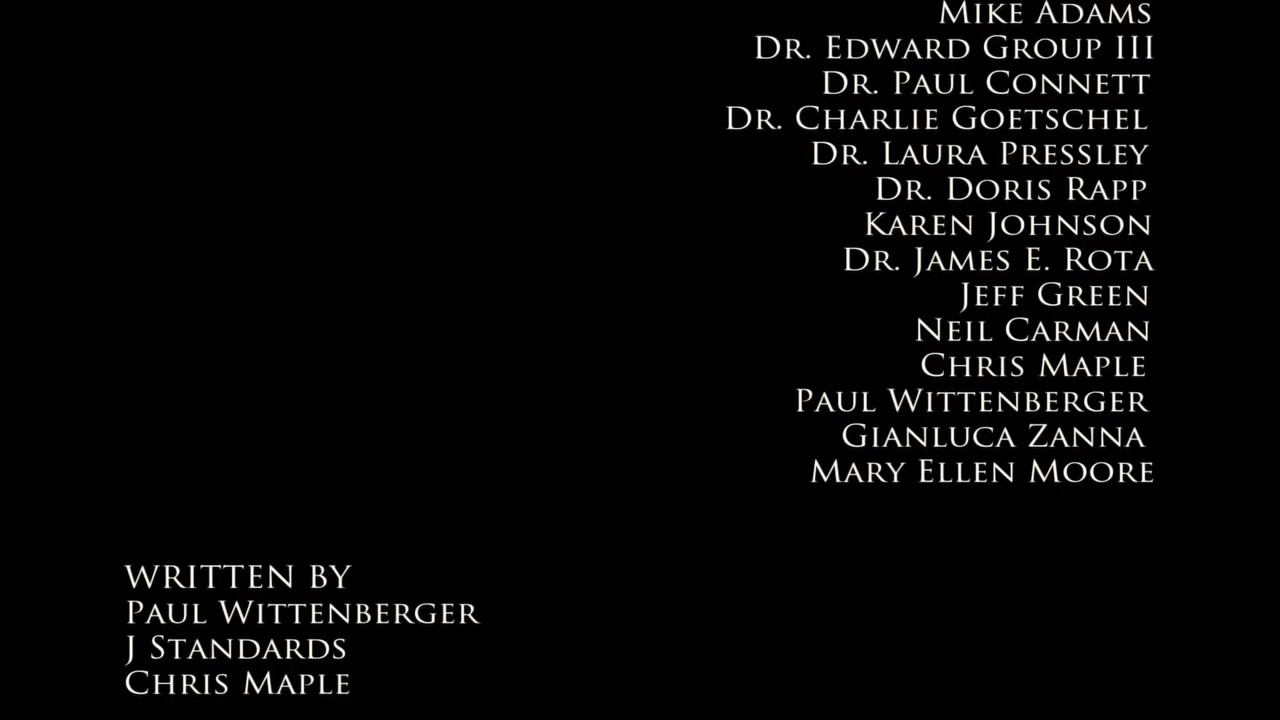 Mike Adams
Dr. Edward Group III
Dr. Paul Connett
Dr. Charlie Goetschel
Dr. Laura Pressley
Dr. Doris Rapp
Karen Johnson
Dr. James E. Rota
Jeff Green
Neil Carman
Chris Maple
Paul Wittenberger
Gianluca Zanna
Mary Ellen Moore
WRITTEN BY
Paul Wittenberger
J Standards
Chris Maple